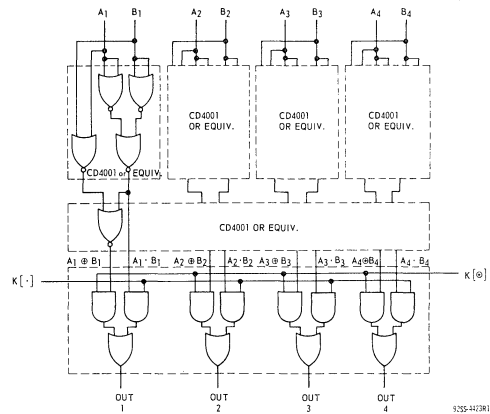 A1 B1 A2 B2 A3 B3 A4 B4
CD4001
OR EQUIV.
CD4001
OR EQUIV.
CD4001
OR EQUIV.
CD4001 or EQUIV.
CD4001 OR EQUIV.
A1 ⊕ B1 A1 · B1 A2 ⊕ B2 A2 · B2 A3 ⊕ B3 A3 · B3 A4 ⊕ B4 A4 · B4
K [·] K [⊕]
OUT OUT OUT OUT
1 2 3 4
92SS-4423R1